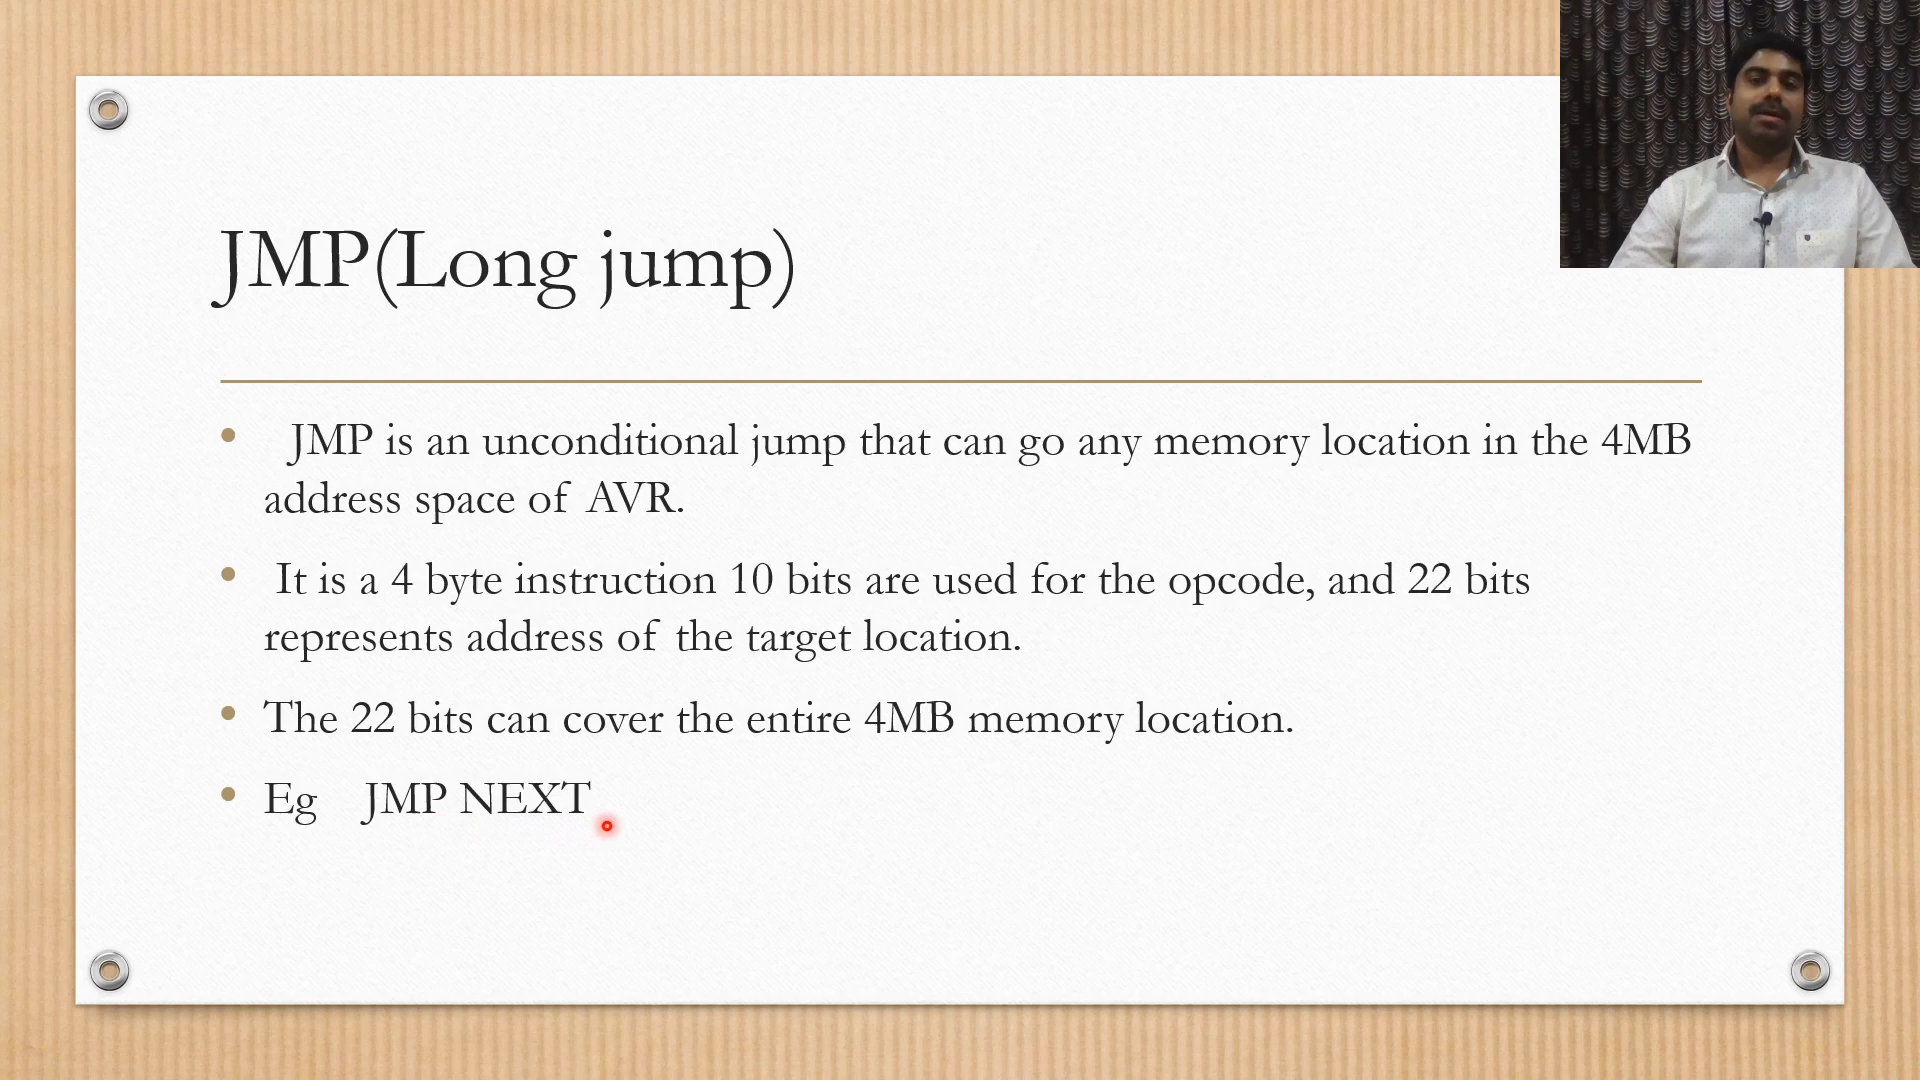 JMP(Long jump)
• JMP is an unconditional jump that can go any memory location in the 4MB
address space of AVR.
• It is a 4 byte instruction 10 bits are used for the opcode, and 22 bits
represents address of the target location.
• The 22 bits can cover the entire 4MB memory location.
• Eg JMP NEXT